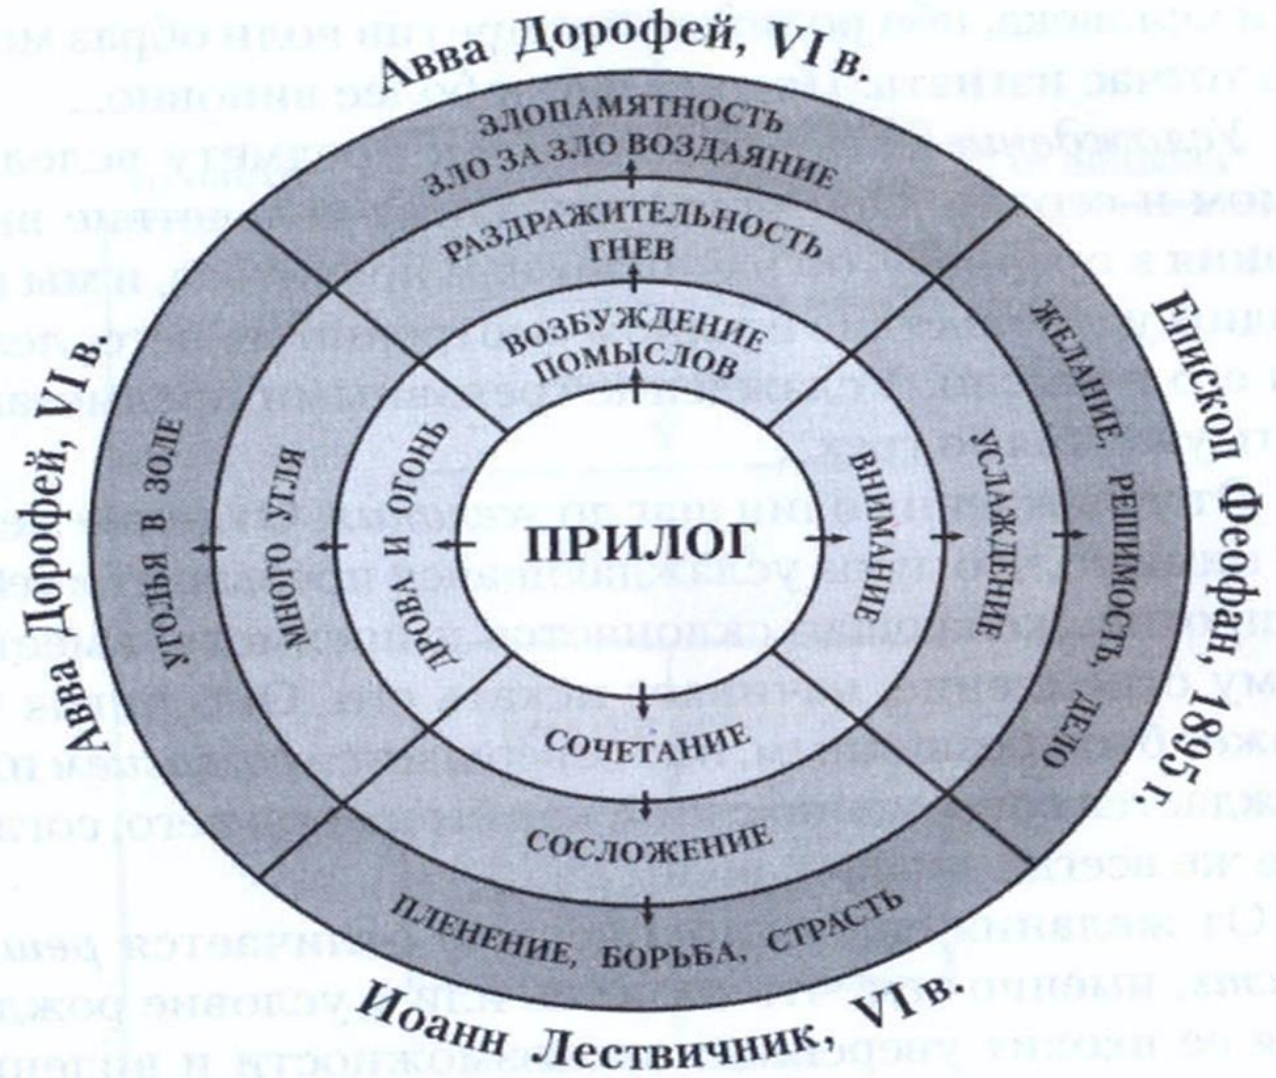 Авва Дорофей, VI в.
ЗЛОПАМЯТНОСТЬ
ЗЛО ЗА ЗЛО ВОЗДАЯНИЕ
РАЗДРАЖИТЕЛЬНОСТЬ
ГНЕВ
ВОЗБУЖДЕНИЕ
ПОМЫСЛОВ
Авва Дорофей, VI в.
УГОЛЬЯ В ЗОЛЕ
МНОГО УГЛЯ
ДРОВА И ОГОНЬ
ПРИЛОГ
ВНИМАНИЕ
УСЛАЖДЕНИЕ
ЖЕЛАНИЕ, РЕШИМОСТЬ, ДЕЛО
Епископ Феофан, 1895 г.
СОЧЕТАНИЕ
СОСЛОЖЕНИЕ
ПЛЕНЕНИЕ, БОРЬБА, СТРАСТЬ
Иоанн Лествичник, VI в.